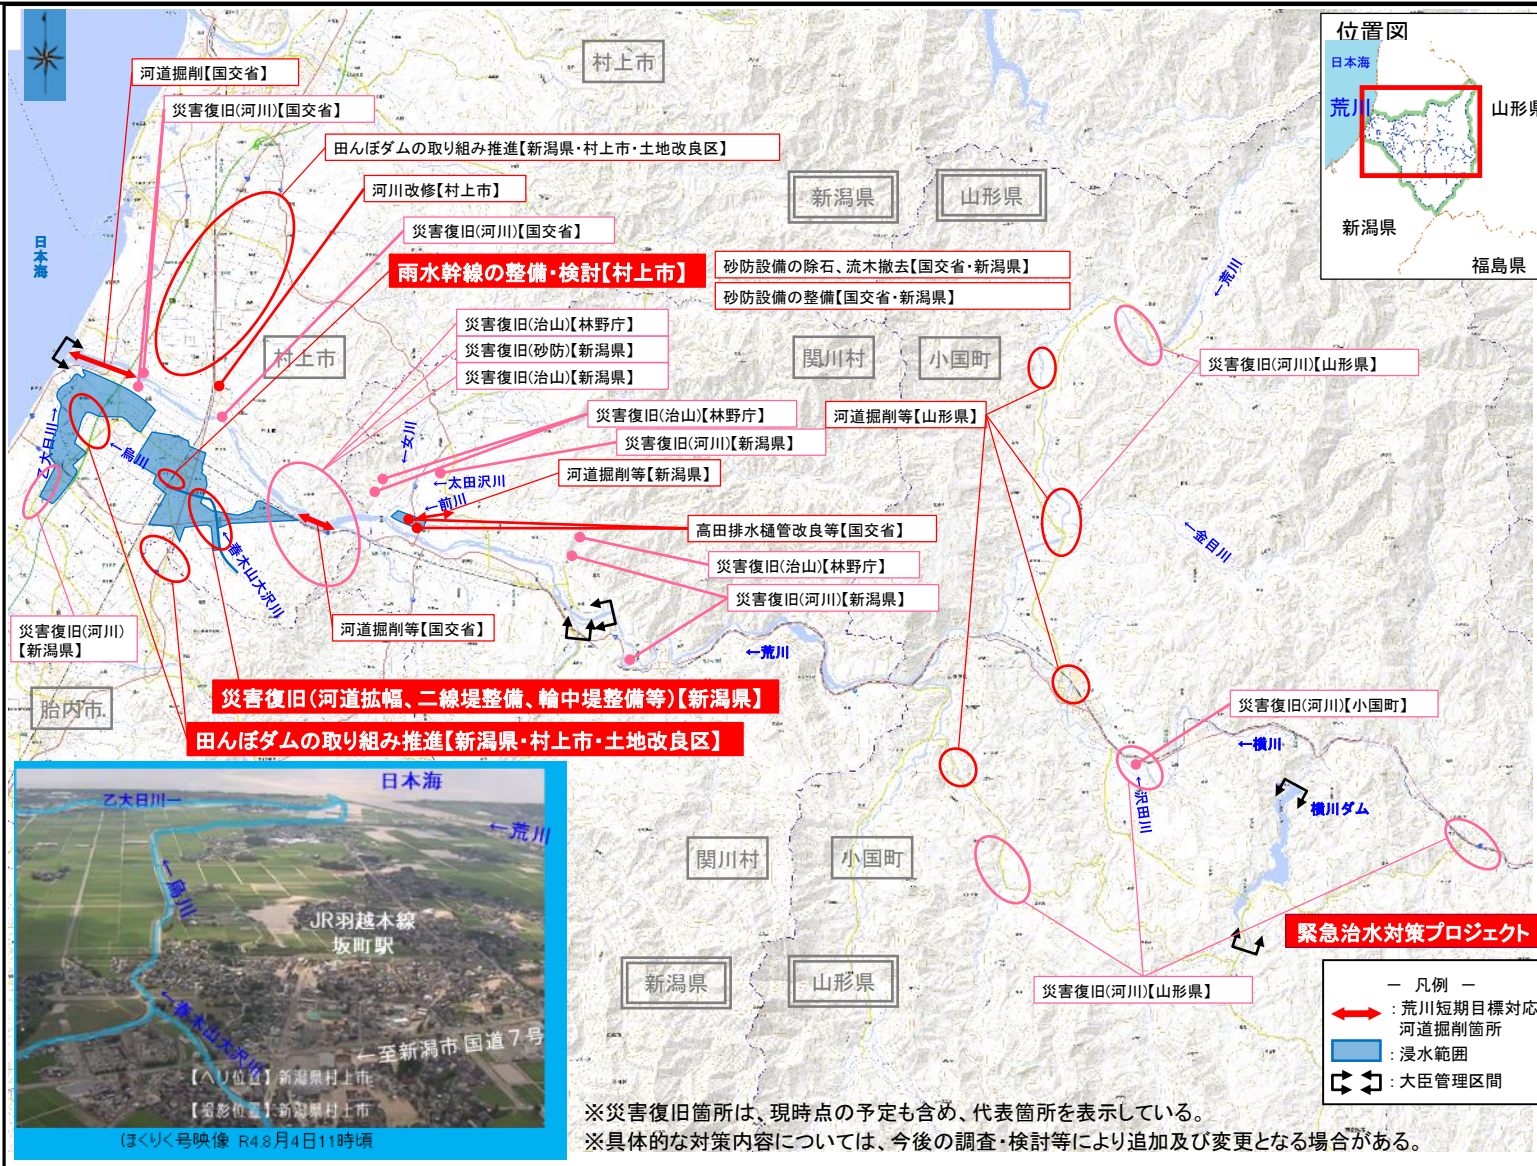 位置図
日本海
荒川
山形県
新潟県
福島県
村上市
河道掘削【国交省】
災害復旧(河川)【国交省】
田んぼダムの取り組み推進【新潟県・村上市・土地改良区】
河川改修【村上市】
新潟県
山形県
災害復旧(河川)【国交省】
日本海
雨水幹線の整備・検討【村上市】
砂防設備の除石、流木撤去【国交省・新潟県】
砂防設備の整備【国交省・新潟県】
←荒川
災害復旧(治山)【林野庁】
災害復旧(砂防)【新潟県】
災害復旧(治山)【新潟県】
村上市
関川村
小国町
災害復旧(河川)【山形県】
災害復旧(治山)【林野庁】
河道掘削等【山形県】
災害復旧(河川)【新潟県】
乙大日川→
←烏川
←女川
←太田沢川
河道掘削等【新潟県】
←前川
高田排水樋管改良等【国交省】
←金目川
←春木山大沢川
災害復旧(治山)【林野庁】
災害復旧(河川)【新潟県】
災害復旧(河川)
【新潟県】
河道掘削等【国交省】
←荒川
胎内市
災害復旧(河道拡幅、二線堤整備、輪中堤整備等)【新潟県】
田んぼダムの取り組み推進【新潟県・村上市・土地改良区】
災害復旧(河川)【小国町】
←横川
←沢田川
横川ダム
日本海
乙大日川→
←荒川
←烏川
JR羽越本線
坂町駅
←春木山大沢川
←至新潟市 国道7号
【ヘリ位置】新潟県村上市
【撮影位置】新潟県村上市
ほくりく号映像 R4.8月4日11時頃
関川村
小国町
新潟県
山形県
災害復旧(河川)【山形県】
緊急治水対策プロジェクト
― 凡例 ―
:荒川短期目標対応
河道掘削箇所
:浸水範囲
:大臣管理区間
※災害復旧箇所は、現時点の予定も含め、代表箇所を表示している。
※具体的な対策内容については、今後の調査・検討等により追加及び変更となる場合がある。